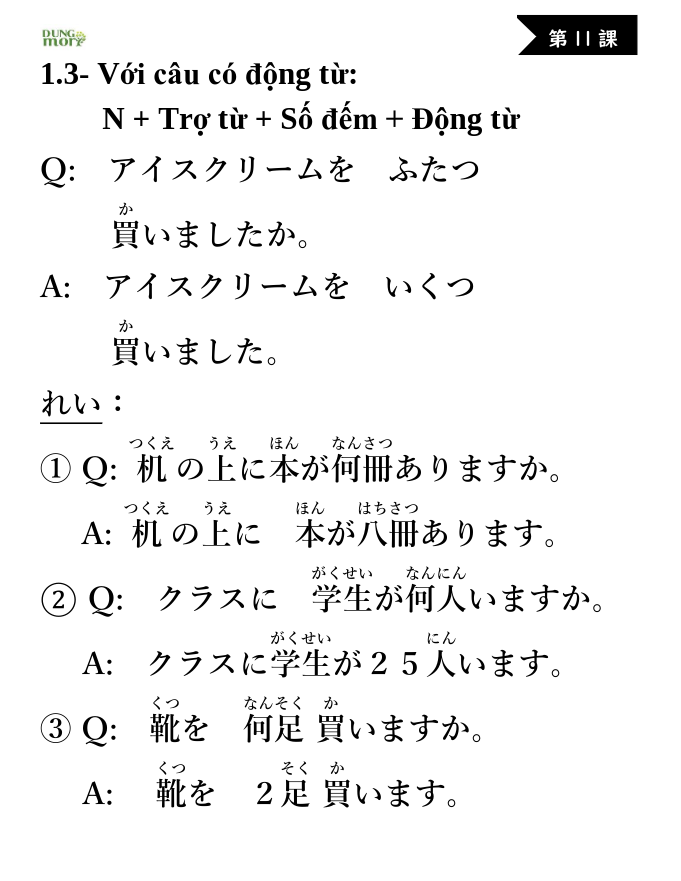 DUNG
mori
第11課
1.3- Với câu có động từ:
N + Trợ từ + Số đếm + Động từ
Q: アイスクリームを ふたつ
か
買いましたか。
A: アイスクリームを いくつ
か
買いました。
れい：
つくえ うえ ほん なんさつ
① Q: 机の上に本が何冊ありますか。
つくえ うえ ほん はちさつ
A: 机の上に 本が八冊あります。
がくせい なんにん
② Q: クラスに 学生が何人いますか。
がくせい にん
A: クラスに学生が２５人います。
くつ なんそく か
③ Q: 靴を 何足 買いますか。
くつ そく か
A: 靴を ２足 買います。